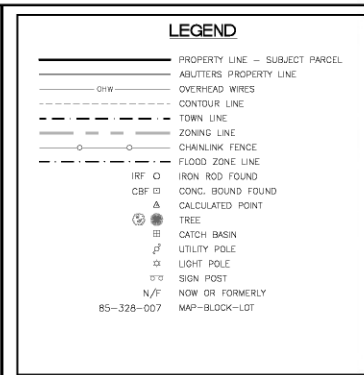 LEGEND
PROPERTY LINE – SUBJECT PARCEL
ABUTTERS PROPERTY LINE
OHW OVERHEAD WIRES
CONTOUR LINE
TOWN LINE
ZONING LINE
CHAINLINK FENCE
FLOOD ZONE LINE
IRF IRON ROD FOUND
CBF CONC. BOUND FOUND
CALCULATED POINT
TREE
CATCH BASIN
UTILITY POLE
LIGHT POLE
SIGN POST
N/F NOW OR FORMERLY
85-328-007 MAP-BLOCK-LOT